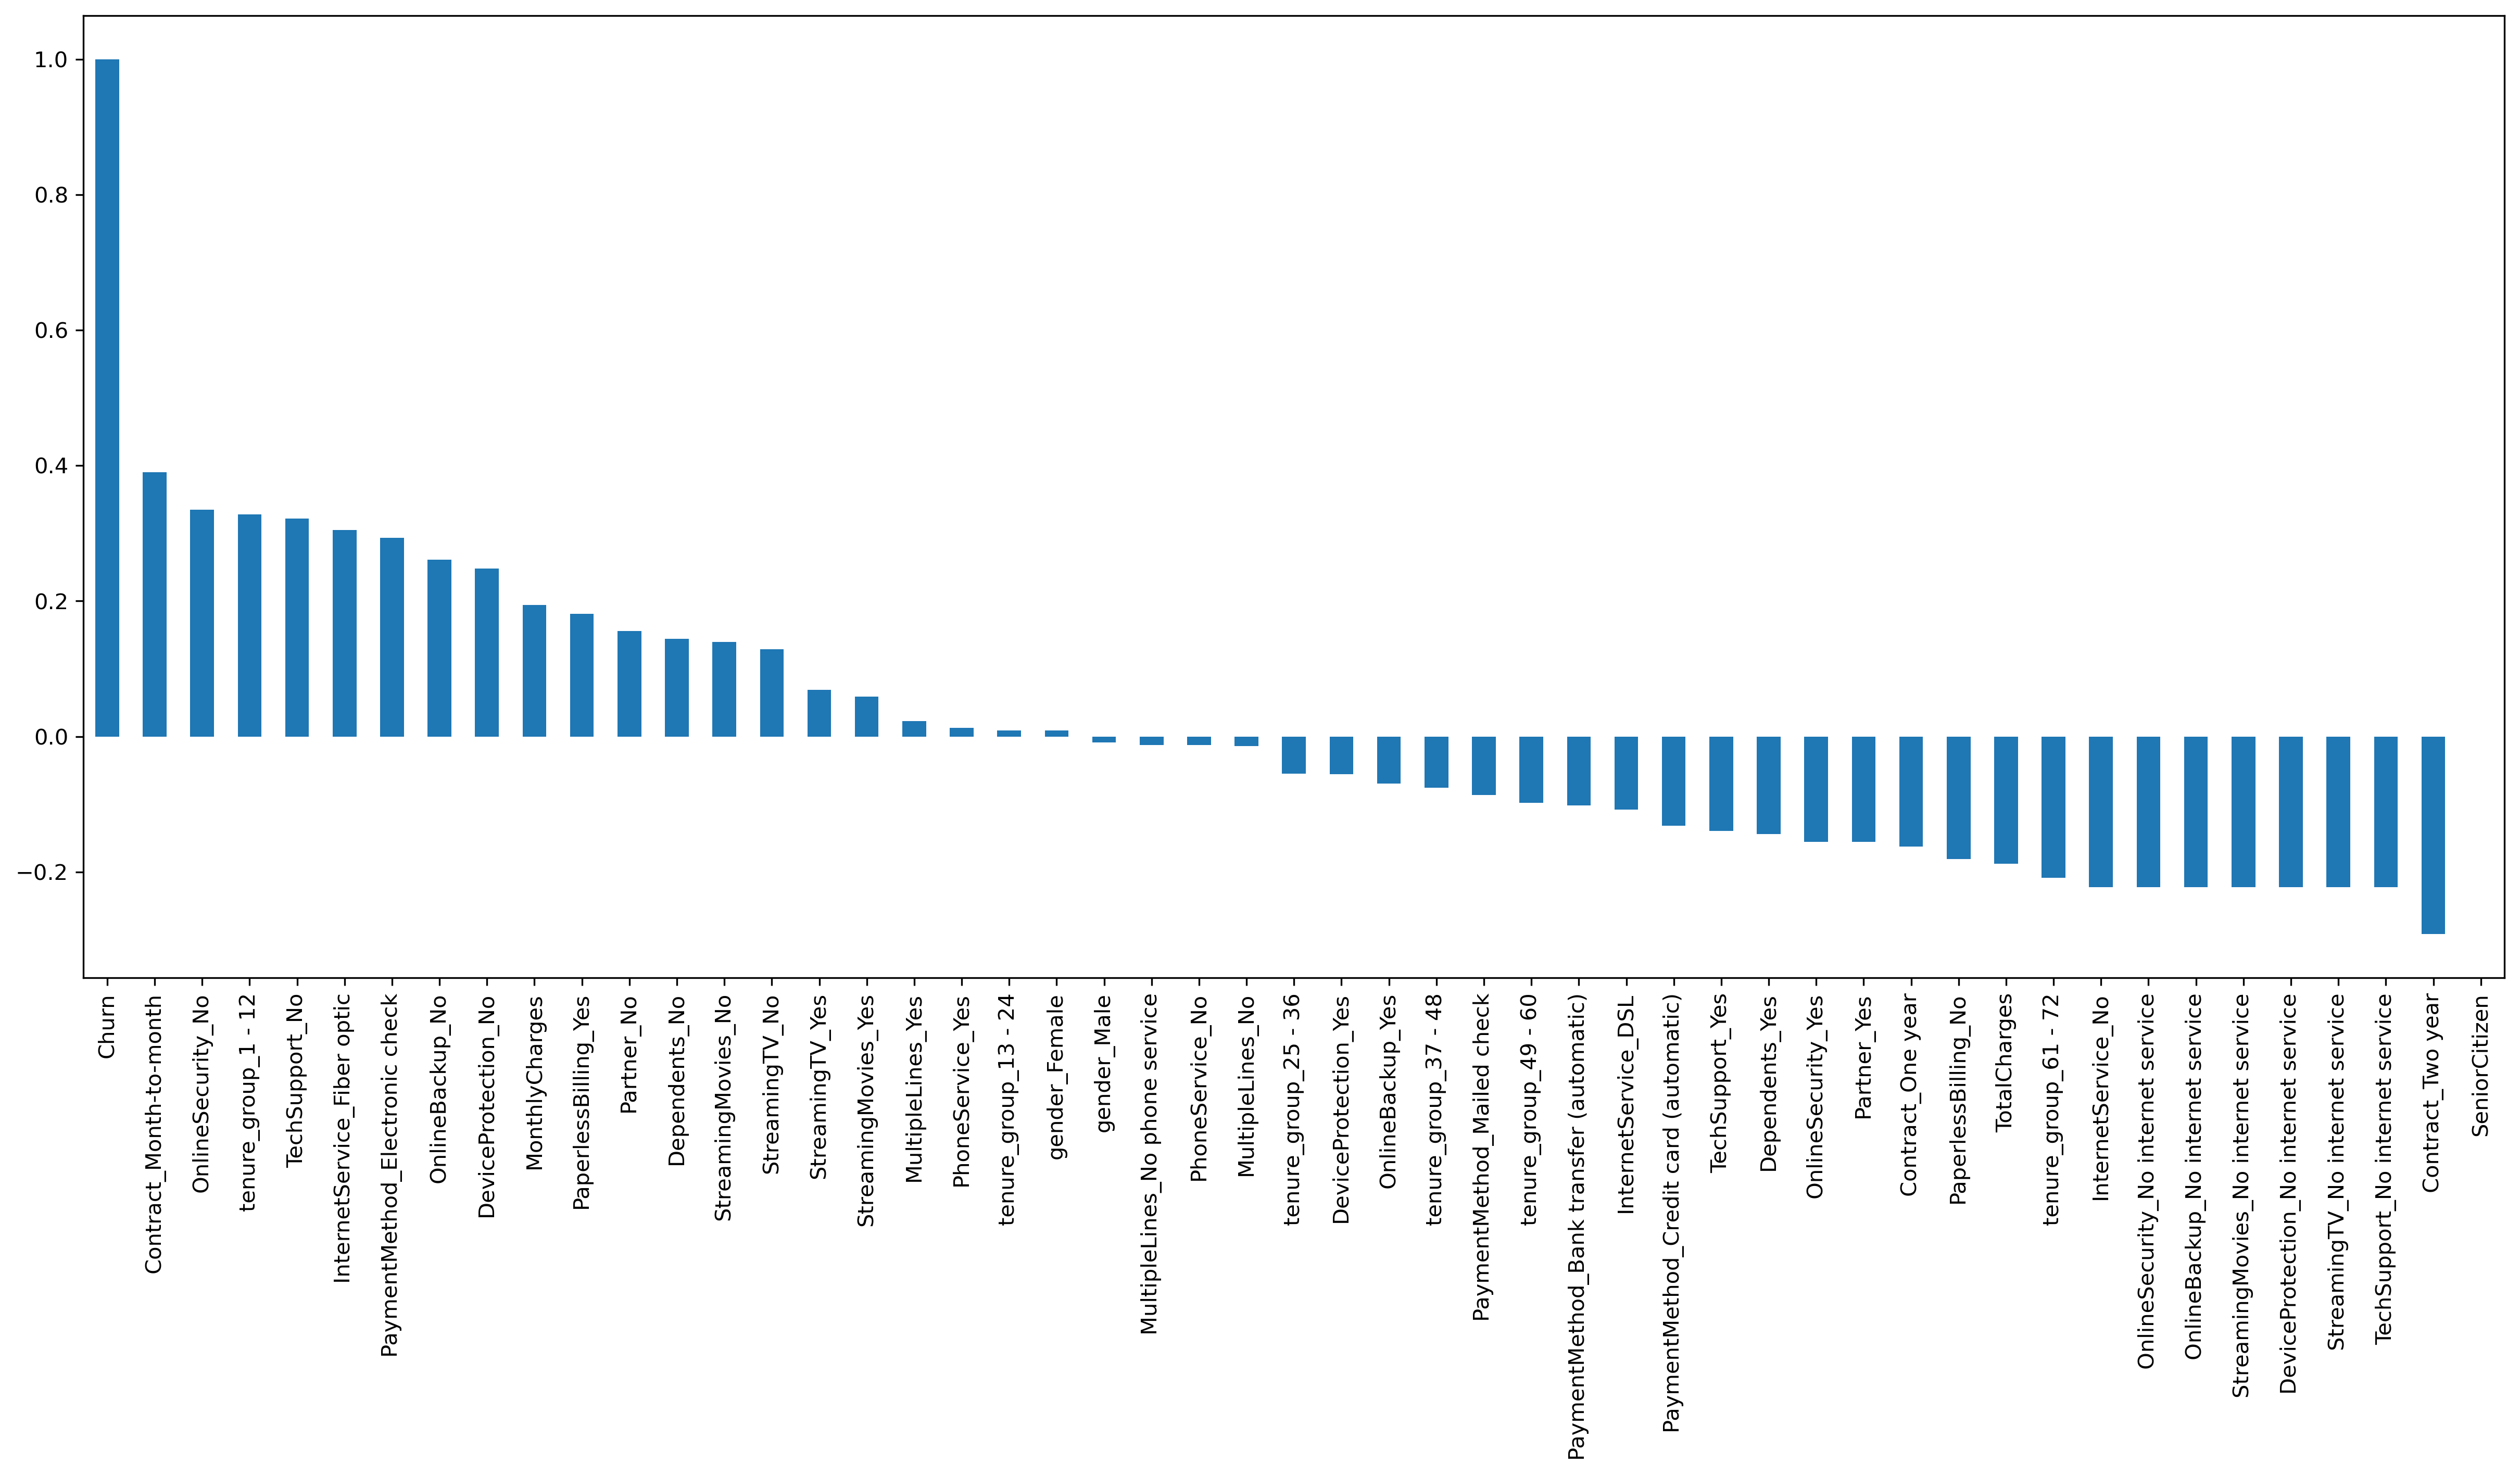 1.0
0.8
0.6
0.4
0.2
0.0
−0.2
Churn
Contract_Month-to-month
OnlineSecurity_No
tenure_group_1 - 12
TechSupport_No
InternetService_Fiber optic
PaymentMethod_Electronic check
OnlineBackup_No
DeviceProtection_No
MonthlyCharges
PaperlessBilling_Yes
Partner_No
Dependents_No
StreamingMovies_No
StreamingTV_No
StreamingTV_Yes
StreamingMovies_Yes
MultipleLines_Yes
PhoneService_Yes
tenure_group_13 - 24
gender_Female
gender_Male
MultipleLines_No phone service
PhoneService_No
MultipleLines_No
tenure_group_25 - 36
DeviceProtection_Yes
OnlineBackup_Yes
tenure_group_37 - 48
PaymentMethod_Mailed check
tenure_group_49 - 60
PaymentMethod_Bank transfer (automatic)
InternetService_DSL
PaymentMethod_Credit card (automatic)
TechSupport_Yes
Dependents_Yes
OnlineSecurity_Yes
Partner_Yes
Contract_One year
PaperlessBilling_No
TotalCharges
tenure_group_61 - 72
InternetService_No
OnlineSecurity_No internet service
OnlineBackup_No internet service
StreamingMovies_No internet service
DeviceProtection_No internet service
StreamingTV_No internet service
TechSupport_No internet service
Contract_Two year
SeniorCitizen